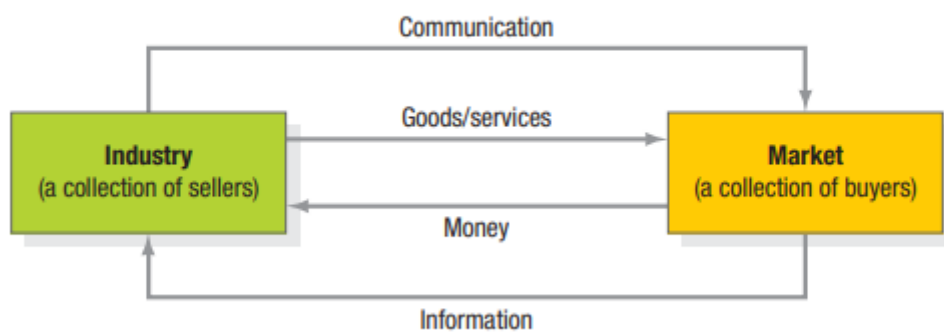 Communication
Goods/services
Industry
(a collection of sellers)
Market
(a collection of buyers)
Money
Information